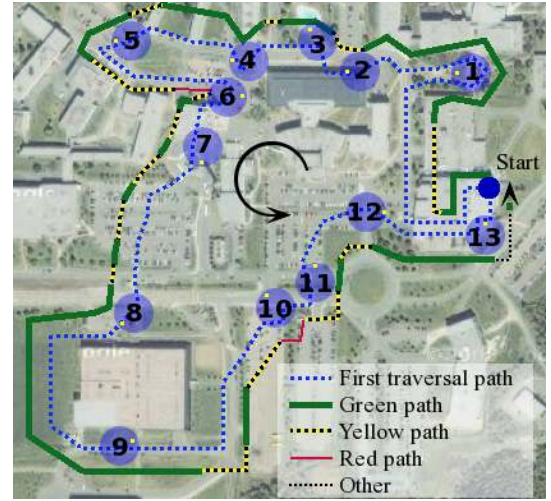 5
3
4
2
1
6
7
Start
12
13
11
10
8
9
First traversal path
Green path
Yellow path
Red path
Other